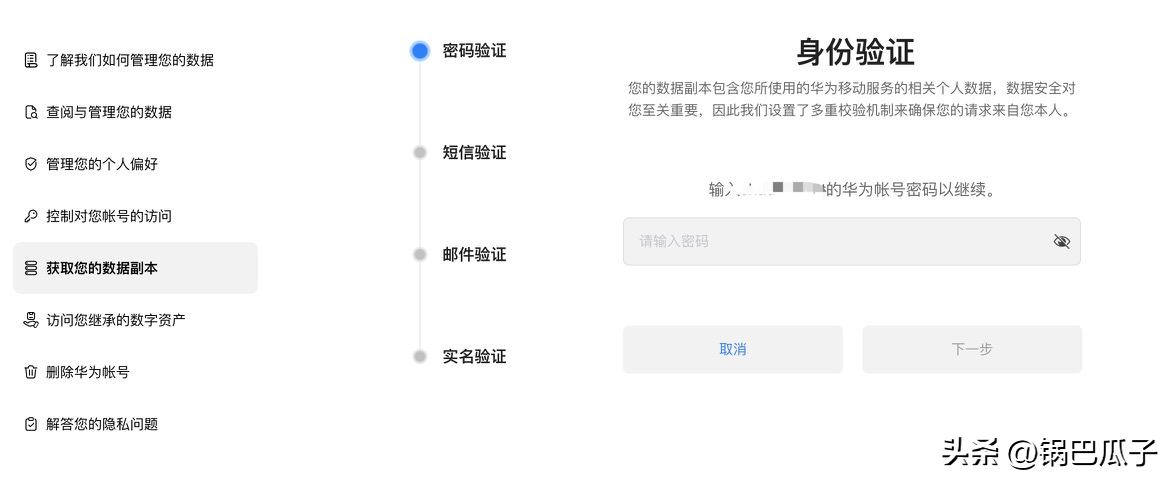 了解我们如何管理您的数据
查阅与管理您的数据
管理您的个人偏好
控制对您帐号的访问
获取您的数据副本
访问您继承的数字资产
删除华为帐号
解答您的隐私问题
密码验证
短信验证
邮件验证
实名验证
身份验证
您的数据副本包含您所使用的华为移动服务的相关个人数据，数据安全对
您至关重要，因此我们设置了多重校验机制来确保您的请求来自您本人。
输入的华为帐号密码以继续。
请输入密码
取消
下一步
头条 @锅巴瓜子